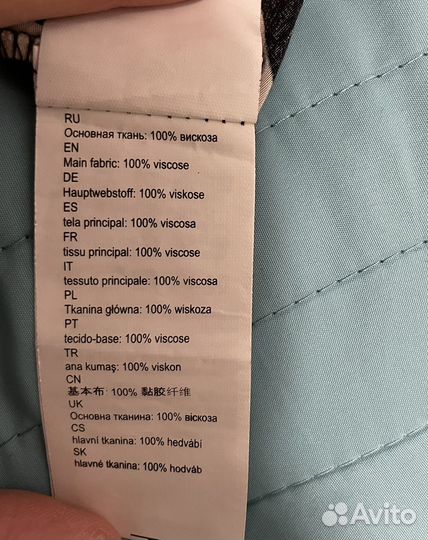 RU
Основная ткань: 100% вискоза
EN
Main fabric: 100% viscose
DE
Hauptwebstoff: 100% viskose
ES
tela principal: 100% viscosa
FR
tissu principal: 100% viscosa
IT
tessuto principale: 100% viscosa
PL
Tkanina główna: 100% wiskoza
PT
tecido-base: 100% viscose
TR
ana kumaş: 100% viskon
CN
基本布: 100% 黏胶纤维
UK
Основна тканина: 100% віскоза
CS
hlavní tkanina: 100% hedvábí
SK
hlavné tkanina: 100% hodváb
Avito